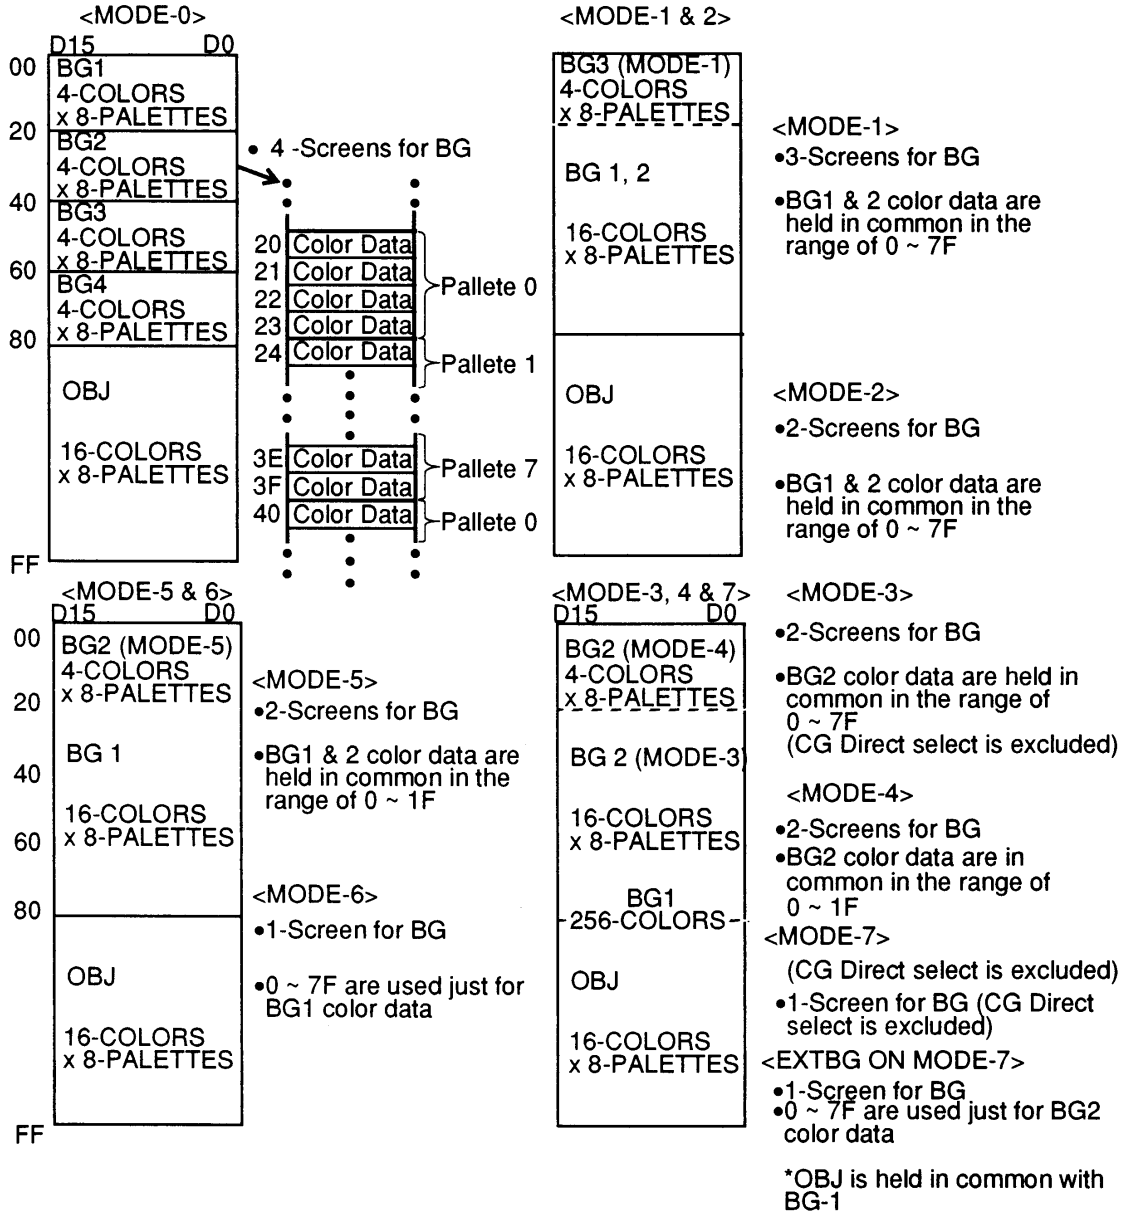 <MODE-0>
D15 D0
00
BG1
4-COLORS
x 8-PALETTES
20
BG2
4-COLORS
x 8-PALETTES
40
BG3
4-COLORS
x 8-PALETTES
60
BG4
4-COLORS
x 8-PALETTES
80
OBJ
16-COLORS
x 8-PALETTES
FF
• 4 -Screens for BG
20 Color Data
21 Color Data
22 Color Data
23 Color Data
Pallete 0
24 Color Data
Pallete 1
3E Color Data
3F Color Data
Pallete 7
40 Color Data
Pallete 0
<MODE-1 & 2>
BG3 (MODE-1)
4-COLORS
x 8-PALETTES
BG 1, 2
16-COLORS
x 8-PALETTES
OBJ
16-COLORS
x 8-PALETTES
<MODE-1>
•3-Screens for BG
•BG1 & 2 color data are
held in common in the
range of 0 ~ 7F
<MODE-2>
•2-Screens for BG
•BG1 & 2 color data are
held in common in the
range of 0 ~ 7F
<MODE-5 & 6>
D15 D0
00
BG2 (MODE-5)
4-COLORS
x 8-PALETTES
20
BG 1
40
16-COLORS
x 8-PALETTES
60
80
OBJ
16-COLORS
x 8-PALETTES
FF
<MODE-5>
•2-Screens for BG
•BG1 & 2 color data are
held in common in the
range of 0 ~ 1F
<MODE-6>
•1-Screen for BG
•0 ~ 7F are used just for
BG1 color data
<MODE-3, 4 & 7>
D15 D0
BG2 (MODE-4)
4-COLORS
x 8-PALETTES
BG 2 (MODE-3)
16-COLORS
x 8-PALETTES
BG1
256-COLORS
OBJ
16-COLORS
x 8-PALETTES
<MODE-3>
•2-Screens for BG
•BG2 color data are held in
common in the range of
0 ~ 7F
(CG Direct select is excluded)
<MODE-4>
•2-Screens for BG
•BG2 color data are in
common in the range of
0 ~ 1F
<MODE-7>
(CG Direct select is excluded)
•1-Screen for BG (CG Direct
select is excluded)
<EXTBG ON MODE-7>
•1-Screen for BG
•0 ~ 7F are used just for BG2
color data
*OBJ is held in common with
BG-1